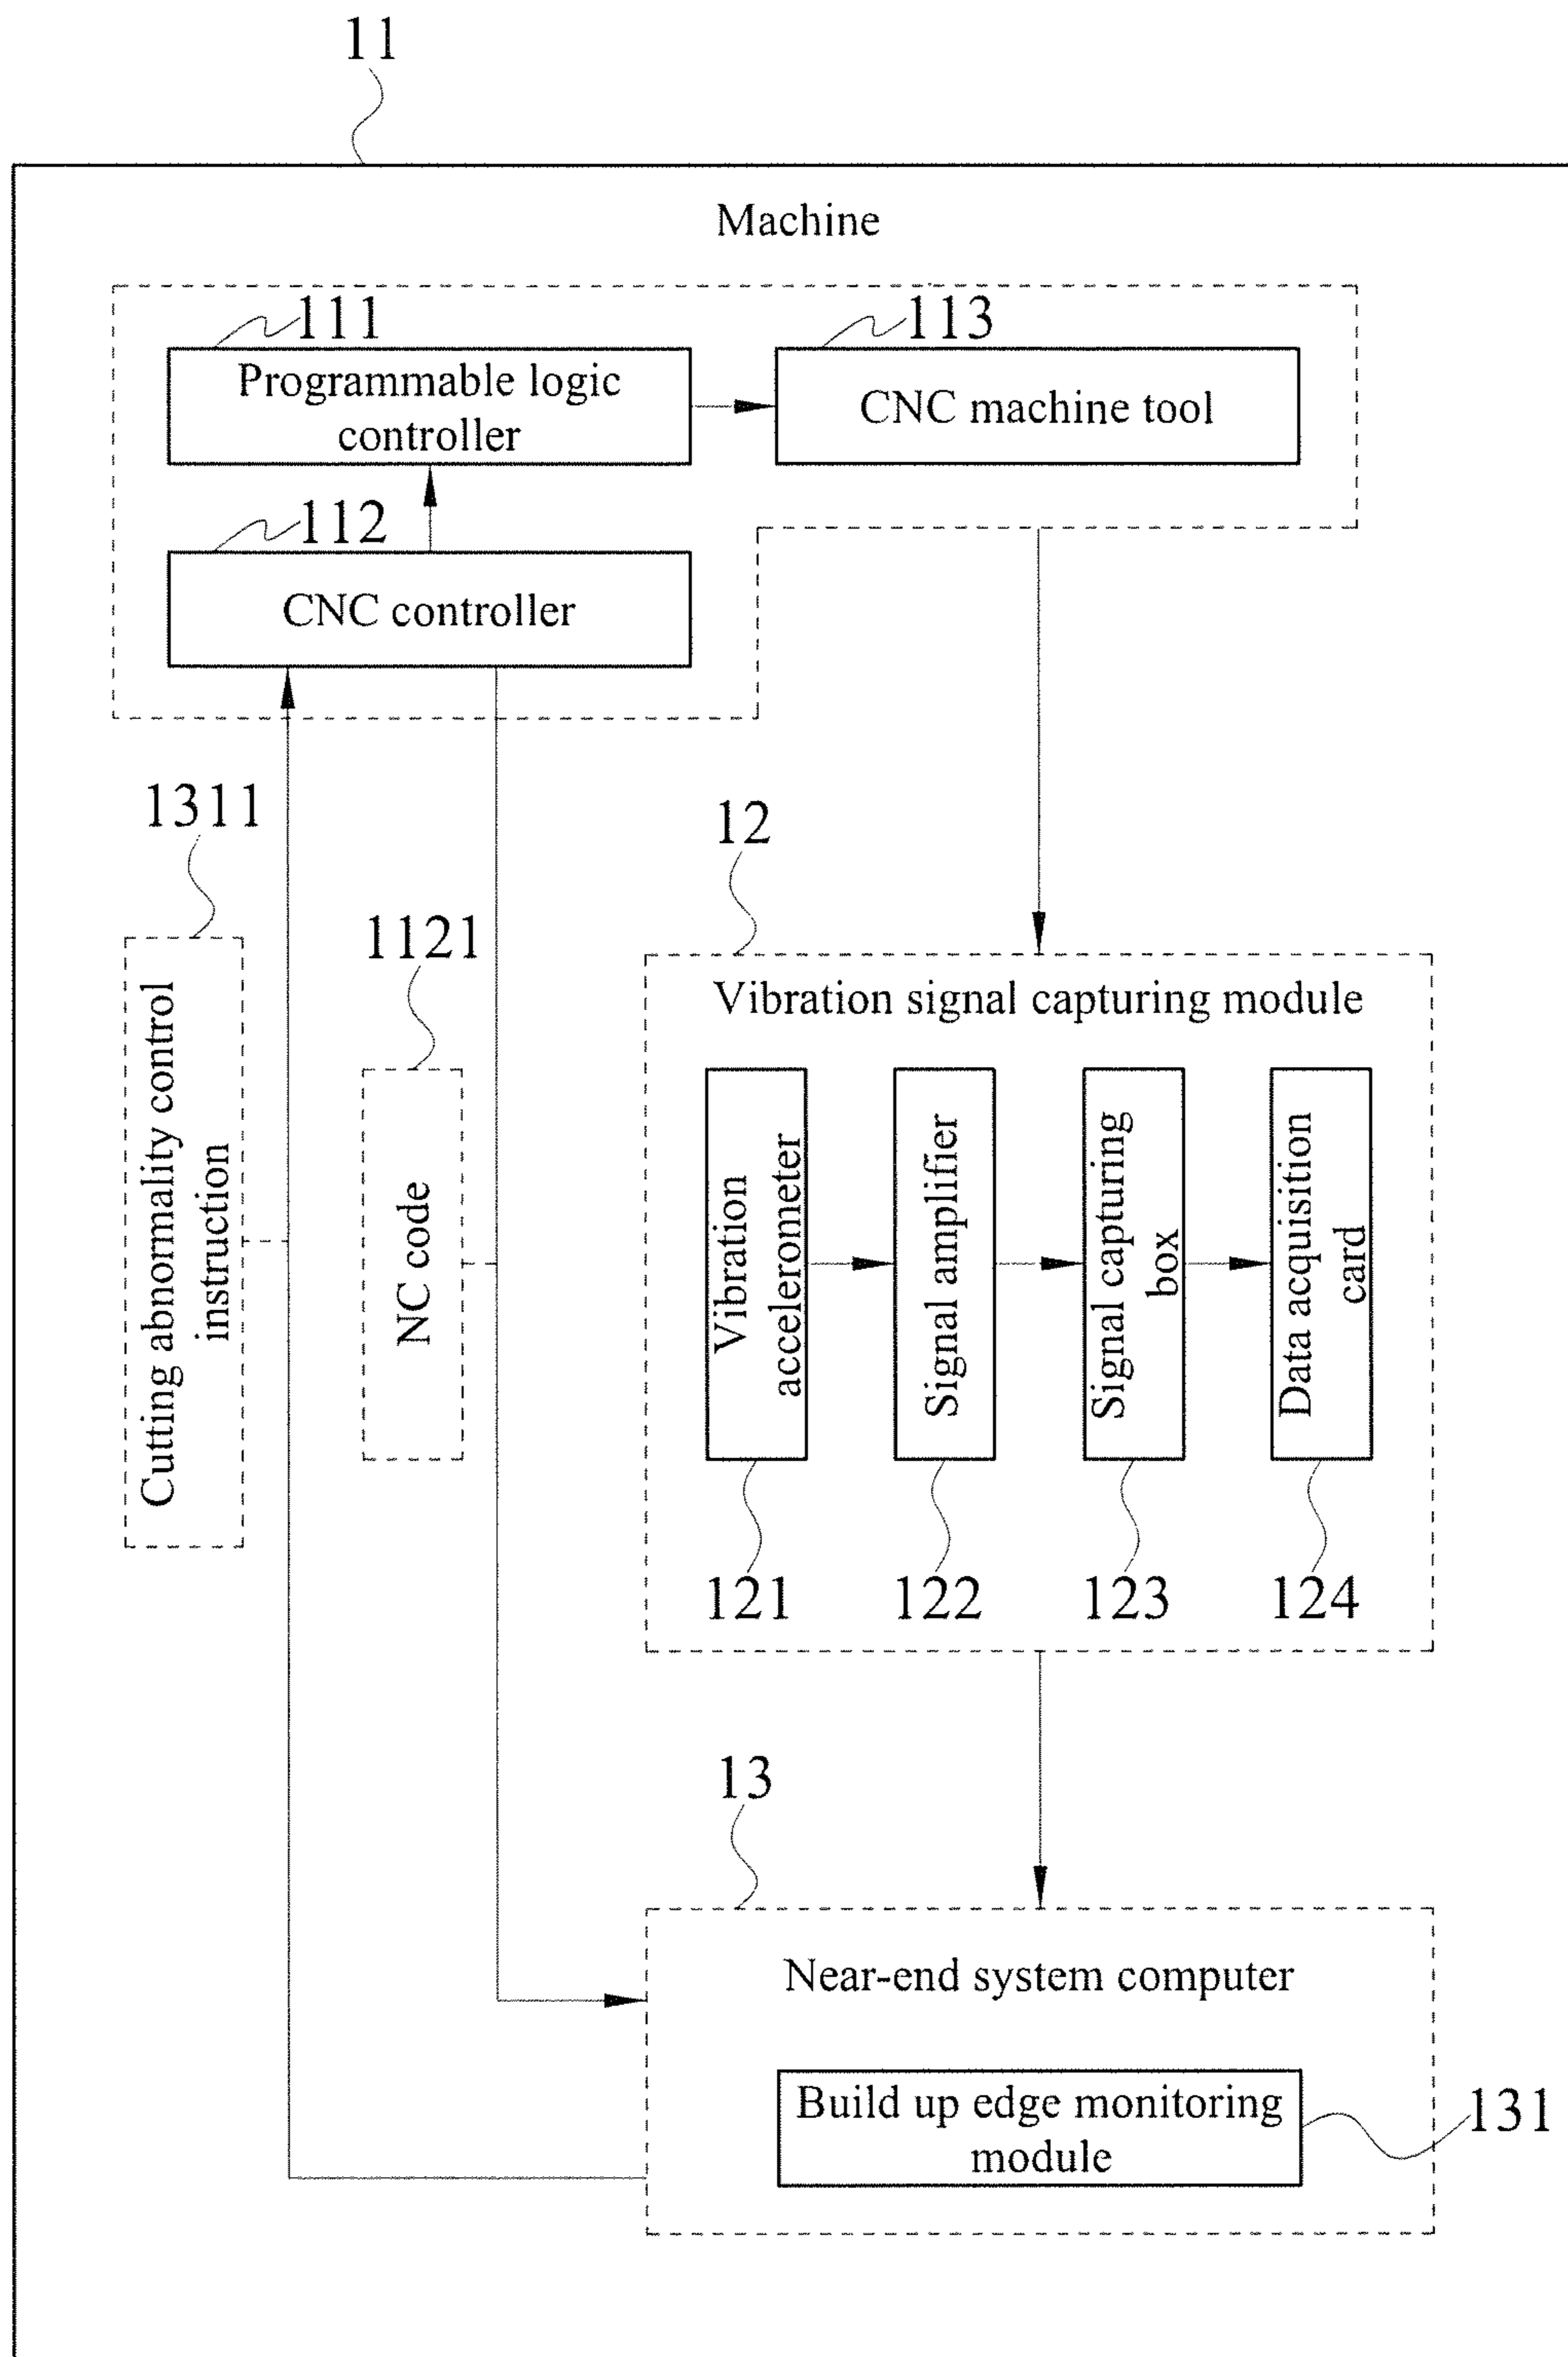 11
Machine
111
Programmable logic
controller
113
CNC machine tool
112
CNC controller
1311
Cutting abnormality control
instruction
1121
NC code
12
Vibration signal capturing module
Vibration
accelerometer
Signal amplifier
Signal capturing
box
Data acquisition
card
121
122
123
124
13
Near-end system computer
Build up edge monitoring
module
131